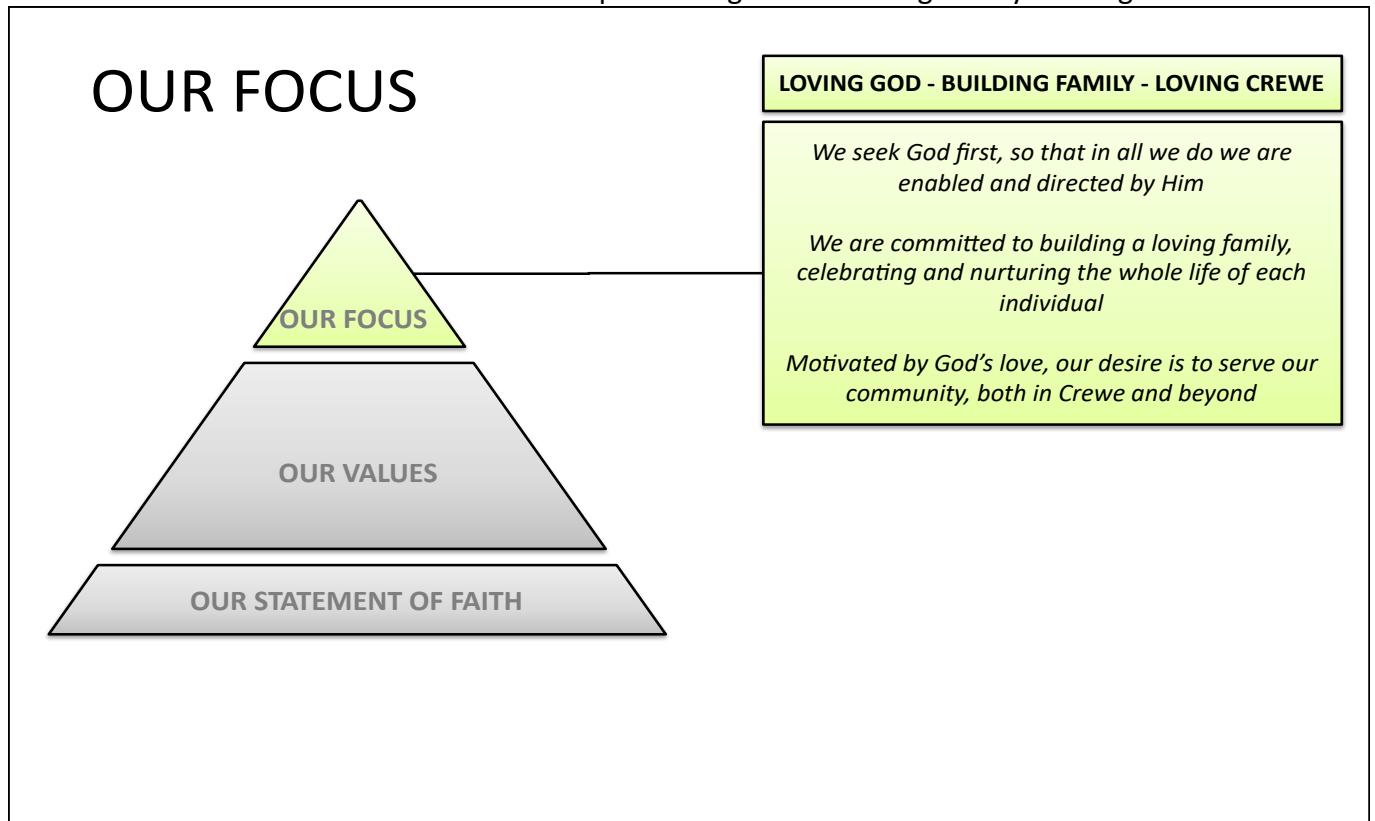 OUR FOCUS
LOVING GOD - BUILDING FAMILY - LOVING CREWE
We seek God first, so that in all we do we are
enabled and directed by Him
We are committed to building a loving family,
celebrating and nurturing the whole life of each
individual
Motivated by God's love, our desire is to serve our
community, both in Crewe and beyond
OUR FOCUS
OUR VALUES
OUR STATEMENT OF FAITH